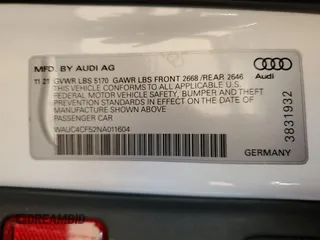 MFD. BY AUDI AG
11.21 GVWR LBS 5170 GAWR LBS FRONT 2668 /REAR 2646
THIS VEHICLE CONFORMS TO ALL APPLICABLE
FEDERAL MOTOR VEHICLE SAFETY, BUMPER AND
THEFT PREVENTION STANDARDS IN EFFECT ON THE
DATE OF MANUFACTURE SHOWN ABOVE
PASSENGER CAR
WAUC4CF52NA011604
GERMANY
Audi
3831932
DREAMBID